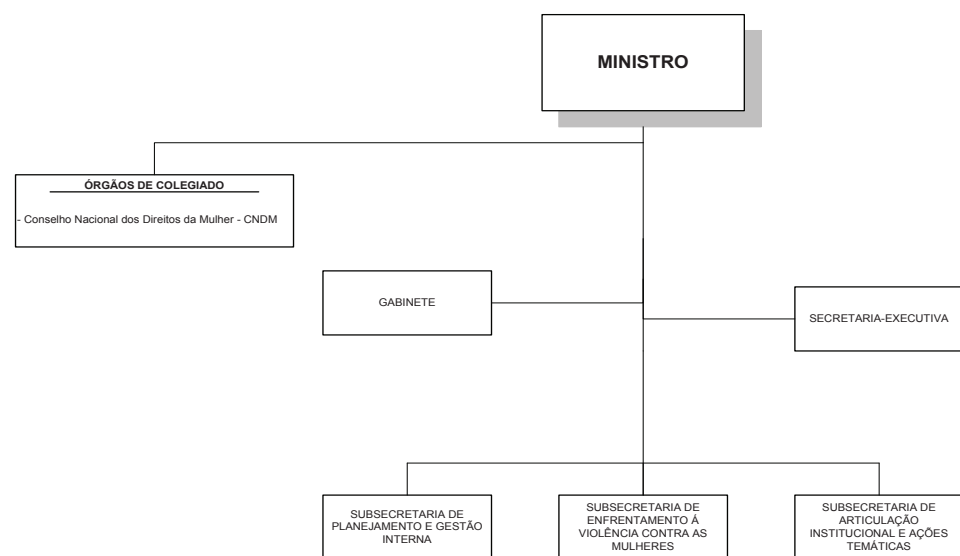 MINISTRO
ÓRGÃOS DE COLEGIADO
- Conselho Nacional dos Direitos da Mulher - CNDM
GABINETE
SECRETARIA-EXECUTIVA
SUBSECRETARIA DE
PLANEJAMENTO E GESTÃO
INTERNA
SUBSECRETARIA DE
ENFRENTAMENTO Á
VIOLÊNCIA CONTRA AS
MULHERES
SUBSECRETARIA DE
ARTICULAÇÃO
INSTITUCIONAL E AÇÕES
TEMÁTICAS